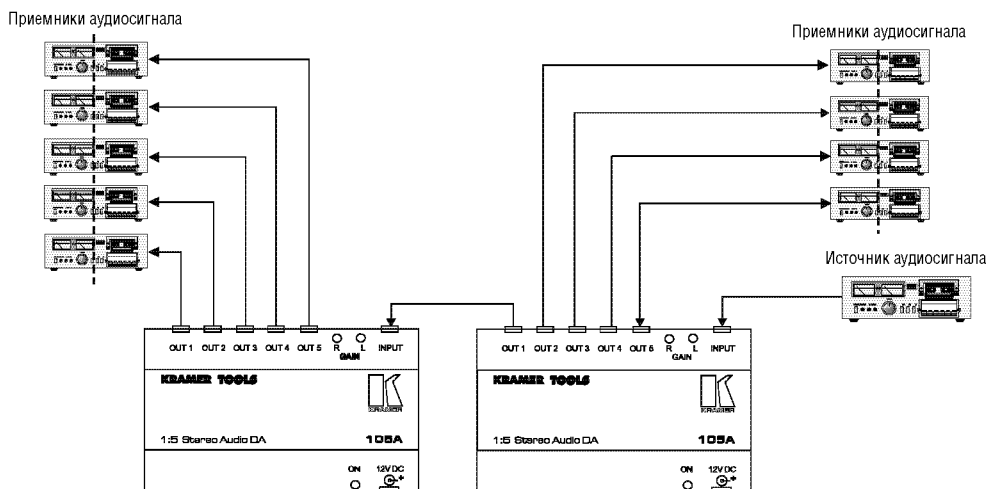 Приемники аудиосигнала
Приемники аудиосигнала
Источник аудиосигнала
OUT 1 OUT 2 OUT 3 OUT 4 OUT 5 R L INPUT
GAIN
KRAMER TOOLS
KRAMER
1:5 Stereo Audio DA 105A
ON 12V DC
+
OUT 1 OUT 2 OUT 3 OUT 4 OUT 5 R L INPUT
GAIN
KRAMER TOOLS
KRAMER
1:5 Stereo Audio DA 105A
ON 12V DC
+